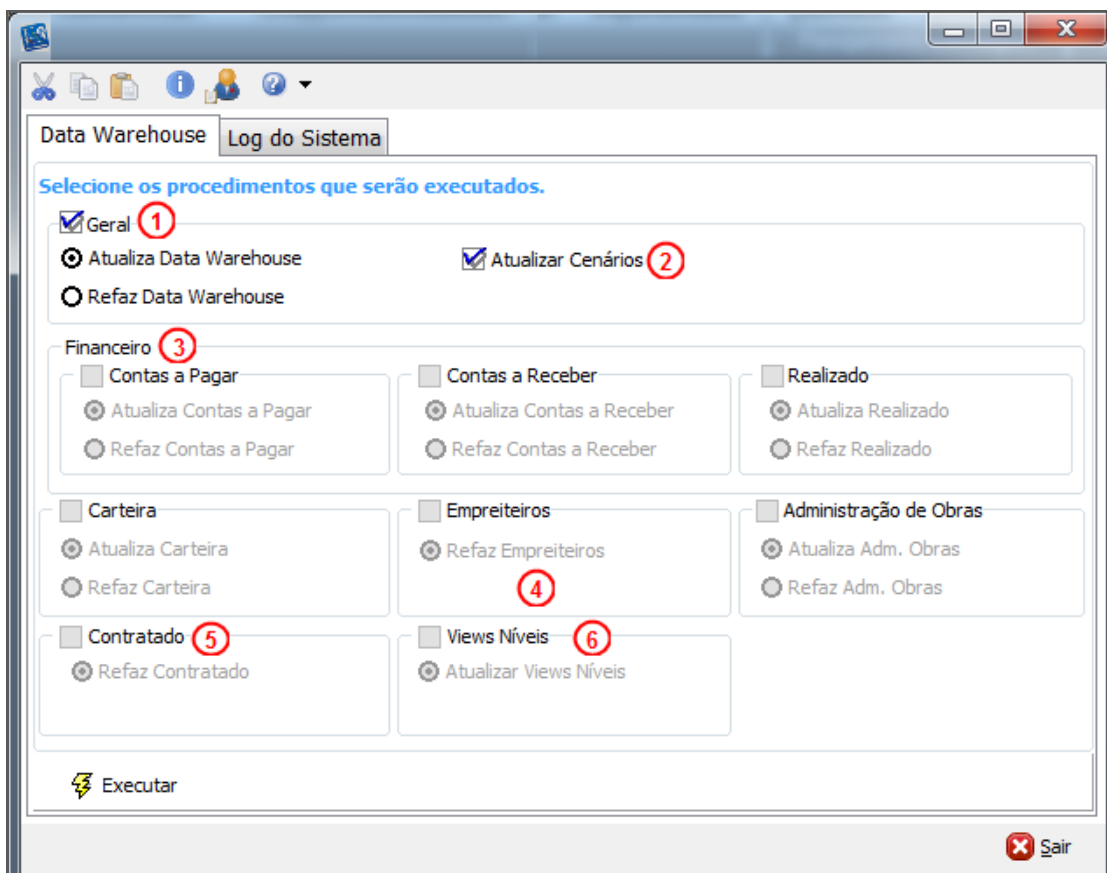 Data Warehouse Log do Sistema
Selecione os procedimentos que serão executados.
Geral 1
Atualiza Data Warehouse Atualizar Cenários 2
Refaz Data Warehouse
Financeiro 3
Contas a Pagar Contas a Receber Realizado
Atualiza Contas a Pagar Atualiza Contas a Receber Atualiza Realizado
Refaz Contas a Pagar Refaz Contas a Receber Refaz Realizado
Carteira Empreiteiros Administração de Obras
Atualiza Carteira Refaz Empreiteiros Atualiza Adm. Obras
Refaz Carteira 4 Refaz Adm. Obras
Contratado 5 Views Níveis 6
Refaz Contratado Atualizar Views Níveis
Executar
Sair